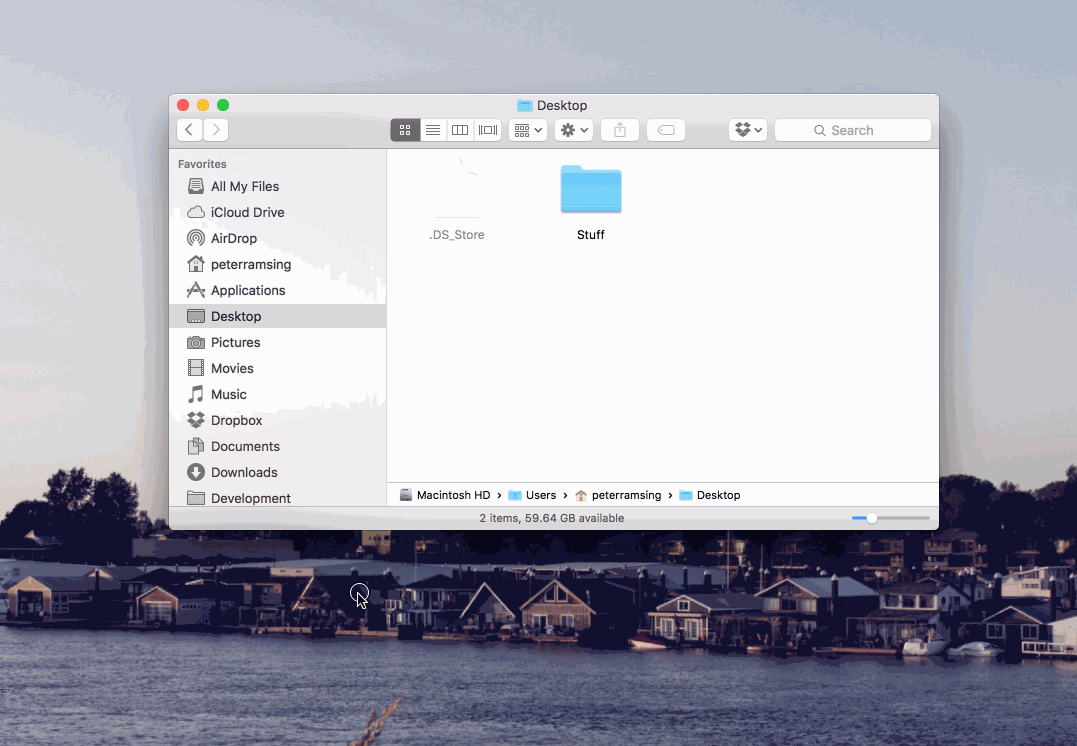 Desktop
Search
Favorites
All My Files
iCloud Drive
AirDrop
peterramsing
Applications
Desktop
Pictures
Movies
Music
Dropbox
Documents
Downloads
Development
.DS_Store
Stuff
Macintosh HD › Users › peterramsing › Desktop
2 items, 59.64 GB available